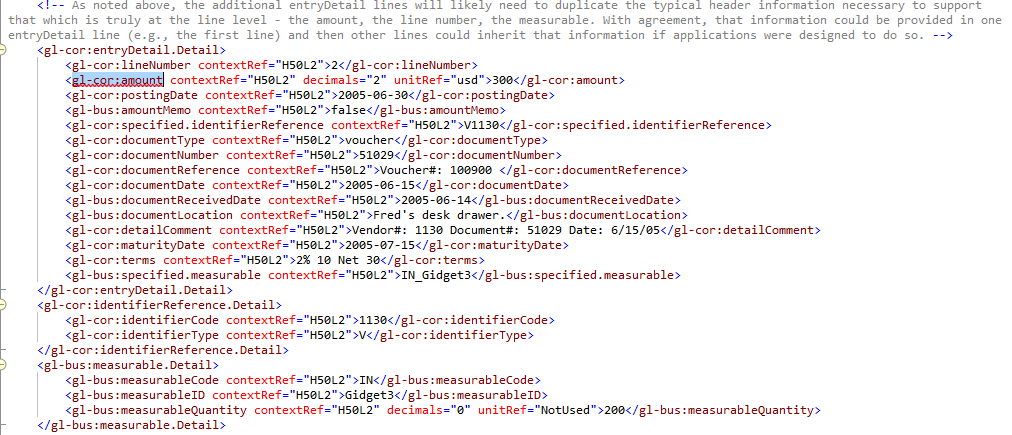 <!-- As noted above, the additional entryDetail lines will likely need to duplicate the typical header information necessary to support
that which is truly at the line level - the amount, the line number, the measurable. With agreement, that information could be provided in one
entryDetail line (e.g., the first line) and then other lines could inherit that information if applications were designed to do so. -->
<gl-cor:entryDetail.Detail>
<gl-cor:lineNumber contextRef="H50L2">2</gl-cor:lineNumber>
<gl-cor:amount contextRef="H50L2" decimals="2" unitRef="usd">300</gl-cor:amount>
<gl-cor:postingDate contextRef="H50L2">2005-06-30</gl-cor:postingDate>
<gl-bus:amountMemo contextRef="H50L2">false</gl-bus:amountMemo>
<gl-cor:specified.identifierReference contextRef="H50L2">V1130</gl-cor:specified.identifierReference>
<gl-cor:documentType contextRef="H50L2">voucher</gl-cor:documentType>
<gl-cor:documentNumber contextRef="H50L2">51029</gl-cor:documentNumber>
<gl-cor:documentReference contextRef="H50L2">Voucher#: 100900 </gl-cor:documentReference>
<gl-cor:documentDate contextRef="H50L2">2005-06-15</gl-cor:documentDate>
<gl-bus:documentReceivedDate contextRef="H50L2">2005-06-14</gl-bus:documentReceivedDate>
<gl-bus:documentLocation contextRef="H50L2">Fred's desk drawer.</gl-bus:documentLocation>
<gl-cor:detailComment contextRef="H50L2">Vendor#: 1130 Document#: 51029 Date: 6/15/05</gl-cor:detailComment>
<gl-cor:maturityDate contextRef="H50L2">2005-07-15</gl-cor:maturityDate>
<gl-cor:terms contextRef="H50L2">2% 10 Net 30</gl-cor:terms>
<gl-bus:specified.measurable contextRef="H50L2">IN_Gidget3</gl-bus:specified.measurable>
</gl-cor:entryDetail.Detail>
<gl-cor:identifierReference.Detail>
<gl-cor:identifierCode contextRef="H50L2">1130</gl-cor:identifierCode>
<gl-cor:identifierType contextRef="H50L2">V</gl-cor:identifierType>
</gl-cor:identifierReference.Detail>
<gl-bus:measurable.Detail>
<gl-bus:measurableCode contextRef="H50L2">IN</gl-bus:measurableCode>
<gl-bus:measurableID contextRef="H50L2">Gidget3</gl-bus:measurableID>
<gl-bus:measurableQuantity contextRef="H50L2" decimals="0" unitRef="NotUsed">200</gl-bus:measurableQuantity>
</gl-bus:measurable.Detail>